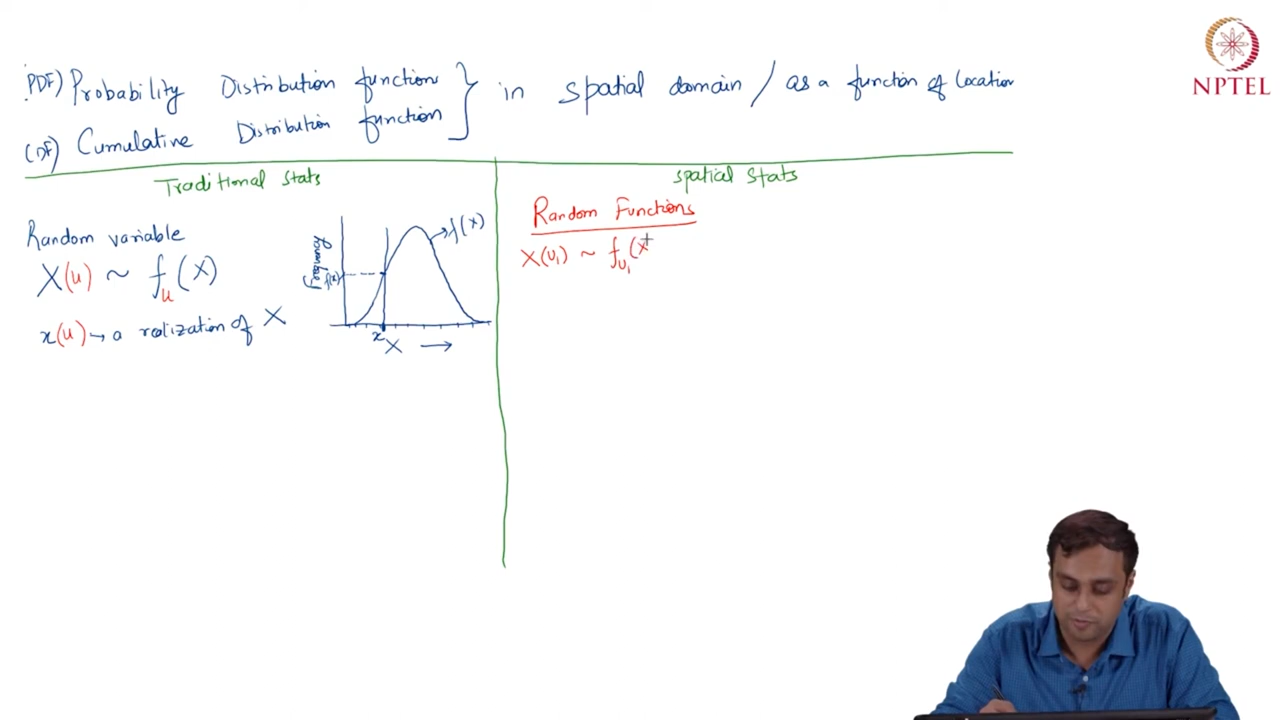 PDF) Probability Distribution function } in spatial domain / as a function of location
CDF) Cumulative Distribution function
Traditional Stats
Random variable
X(u) ~ f_u(X)
x(u) → a realization of X
Frequency
f(x)
f(X)
x
X →
Spatial Stats
Random Functions
X(u₁) ~ f_u₁(X
NPTEL